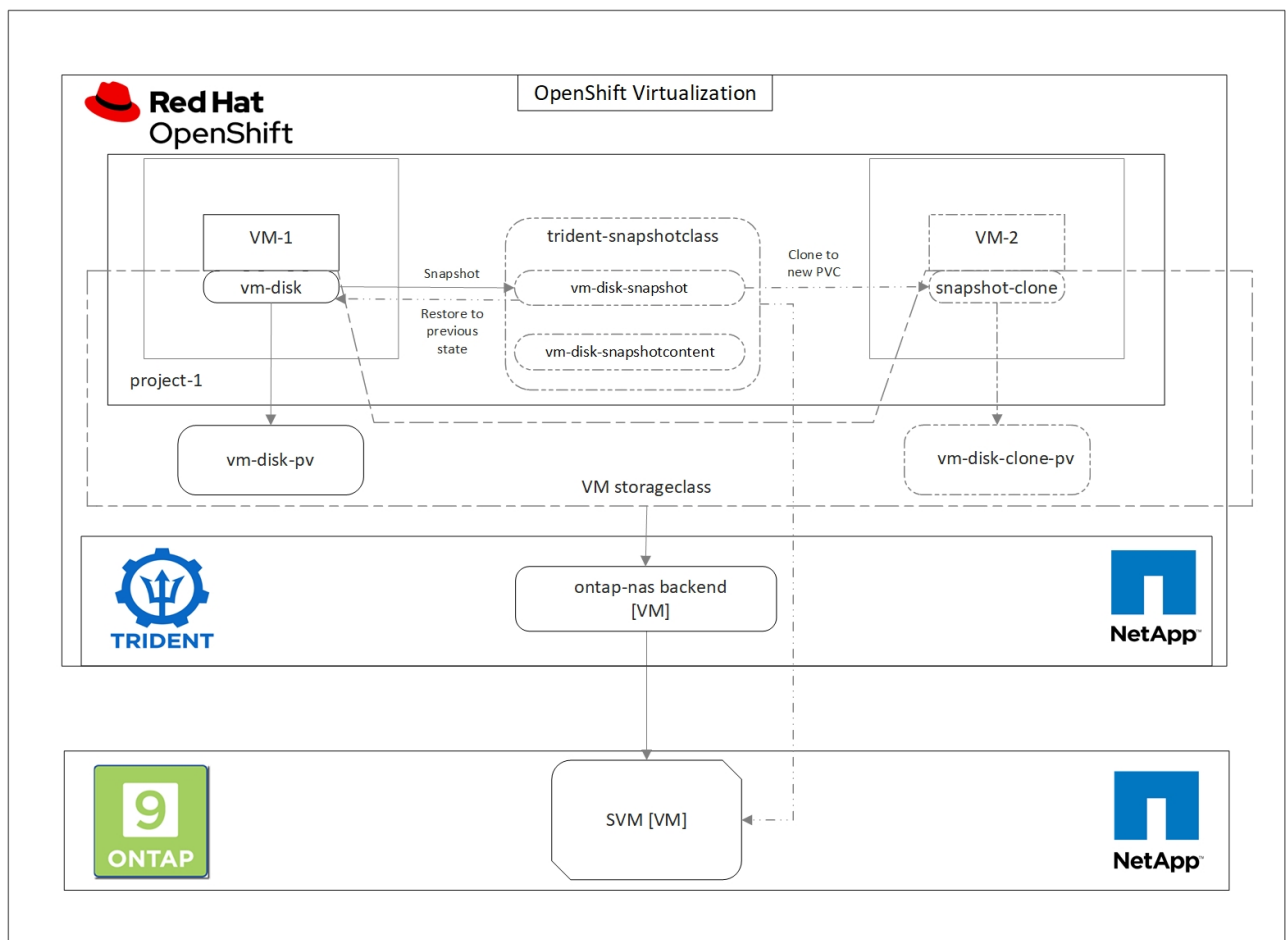 Red Hat
OpenShift
OpenShift Virtualization
VM-1
vm-disk
Snapshot
Restore to
previous
state
trident-snapshotclass
vm-disk-snapshot
vm-disk-snapshotcontent
Clone to
new PVC
VM-2
snapshot-clone
project-1
vm-disk-pv
vm-disk-clone-pv
VM storageclass
TRIDENT
ontap-nas backend
[VM]
NetApp™
9
ONTAP
SVM [VM]
NetApp™